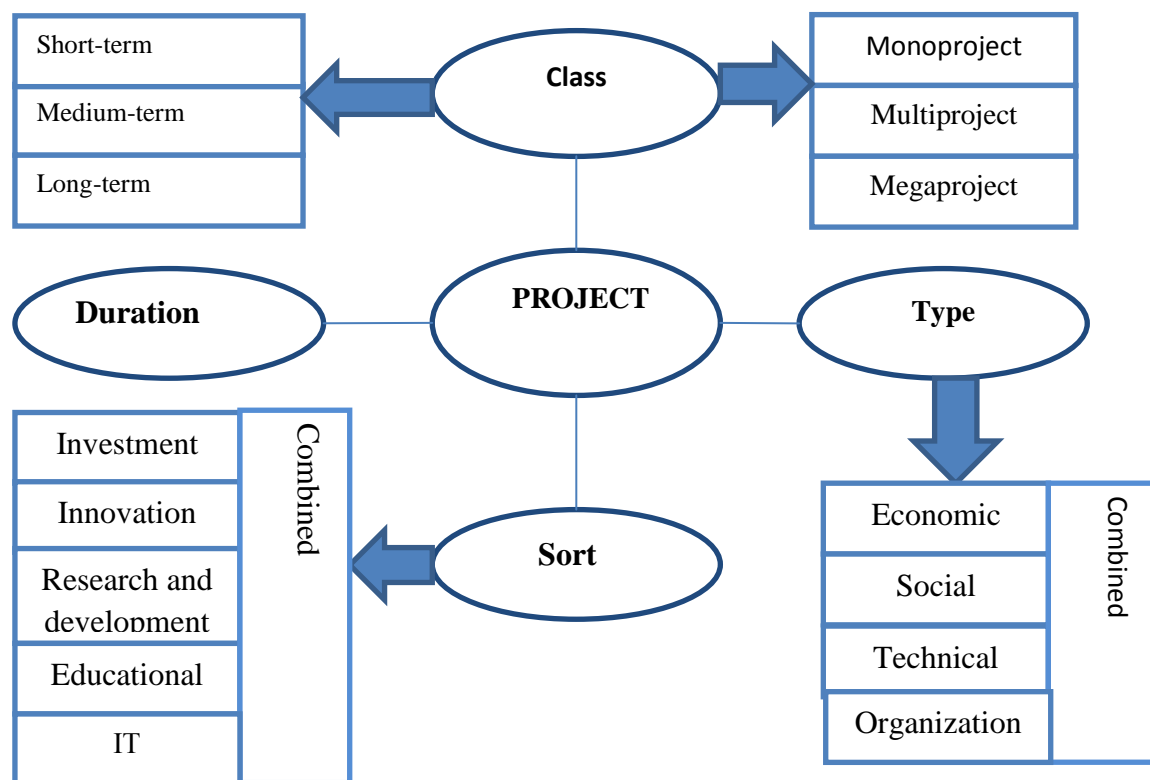 Short-term
Medium-term
Long-term
Class
Monoproject
Multiproject
Megaproject
Duration
PROJECT
Type
Investment
Innovation
Research and
development
Educational
IT
Combined
Sort
Economic
Social
Technical
Organization
Combined